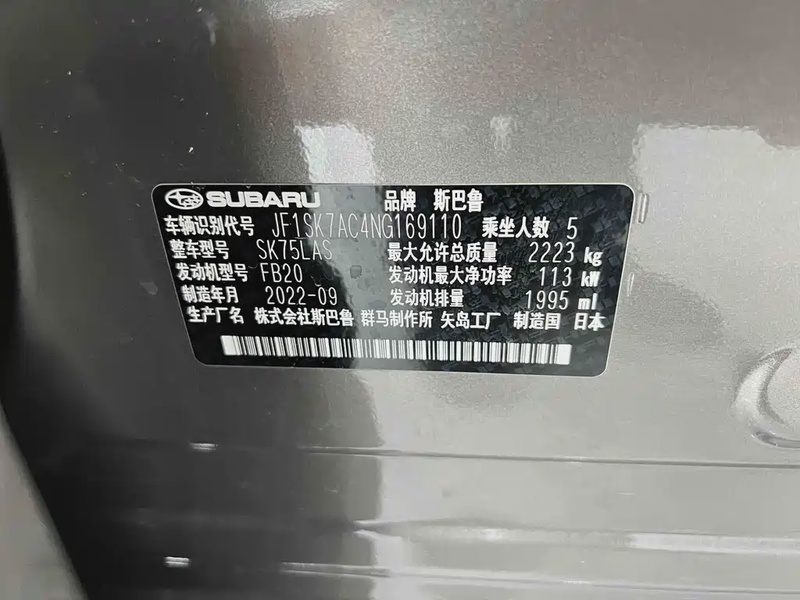 SUBARU 品牌 斯巴鲁
车辆识别代号 JF1SK7AC4NG169110 乘坐人数 5
整车型号 SK75LAS 最大允许总质量 2223 kg
发动机型号 FB20 发动机最大净功率 113 kW
制造年月 2022-09 发动机排量 1995 ml
生产厂名 株式会社斯巴鲁 群马制作所 矢岛工厂 制造国 日本